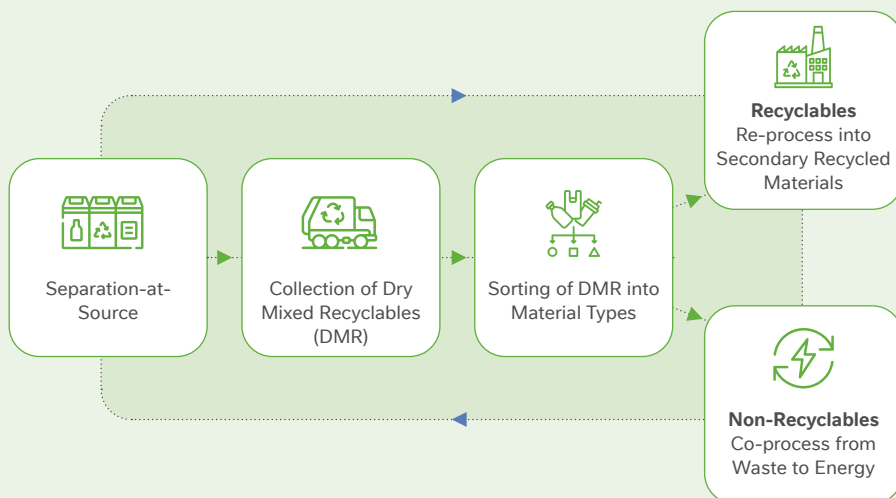 Separation-at-
Source
Collection of Dry
Mixed Recyclables
(DMR)
Sorting of DMR into
Material Types
Recyclables
Re-process into
Secondary Recycled
Materials
Non-Recyclables
Co-process from
Waste to Energy